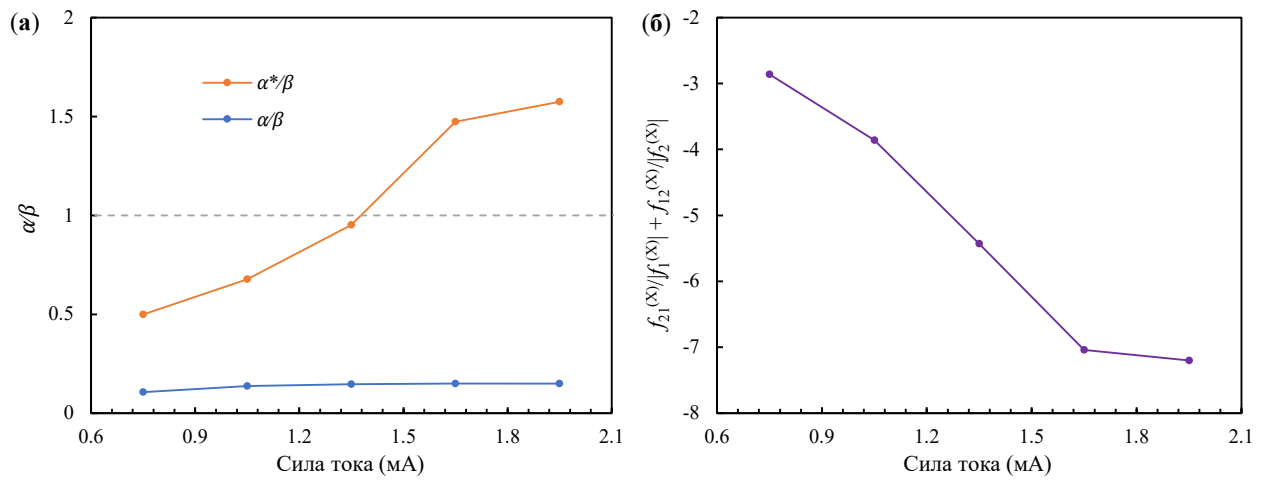 (а)
2
1.5
1
0.5
0
α/β
α*/β
α/β
0.6 0.9 1.2 1.5 1.8 2.1
Сила тока (мА)
(б)
-2
-3
-4
-5
-6
-7
-8
f₂₁⁽ˣ⁾/|f₁⁽ˣ⁾| + f₁₂⁽ˣ⁾/|f₂⁽ˣ⁾|
0.6 0.9 1.2 1.5 1.8 2.1
Сила тока (мА)